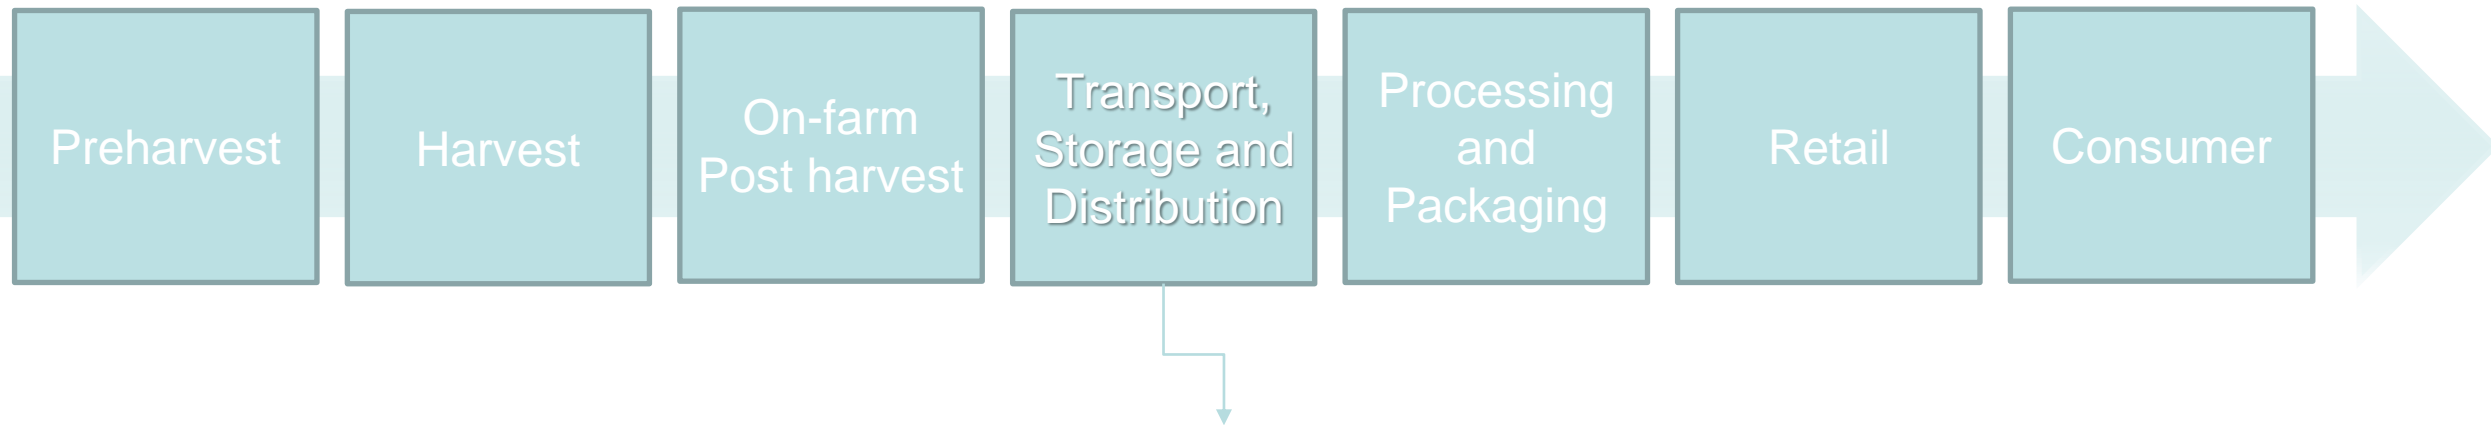 Preharvest
Harvest
On-farm
Post harvest
Transport,
Storage and
Distribution
Processing
and
Packaging
Retail
Consumer